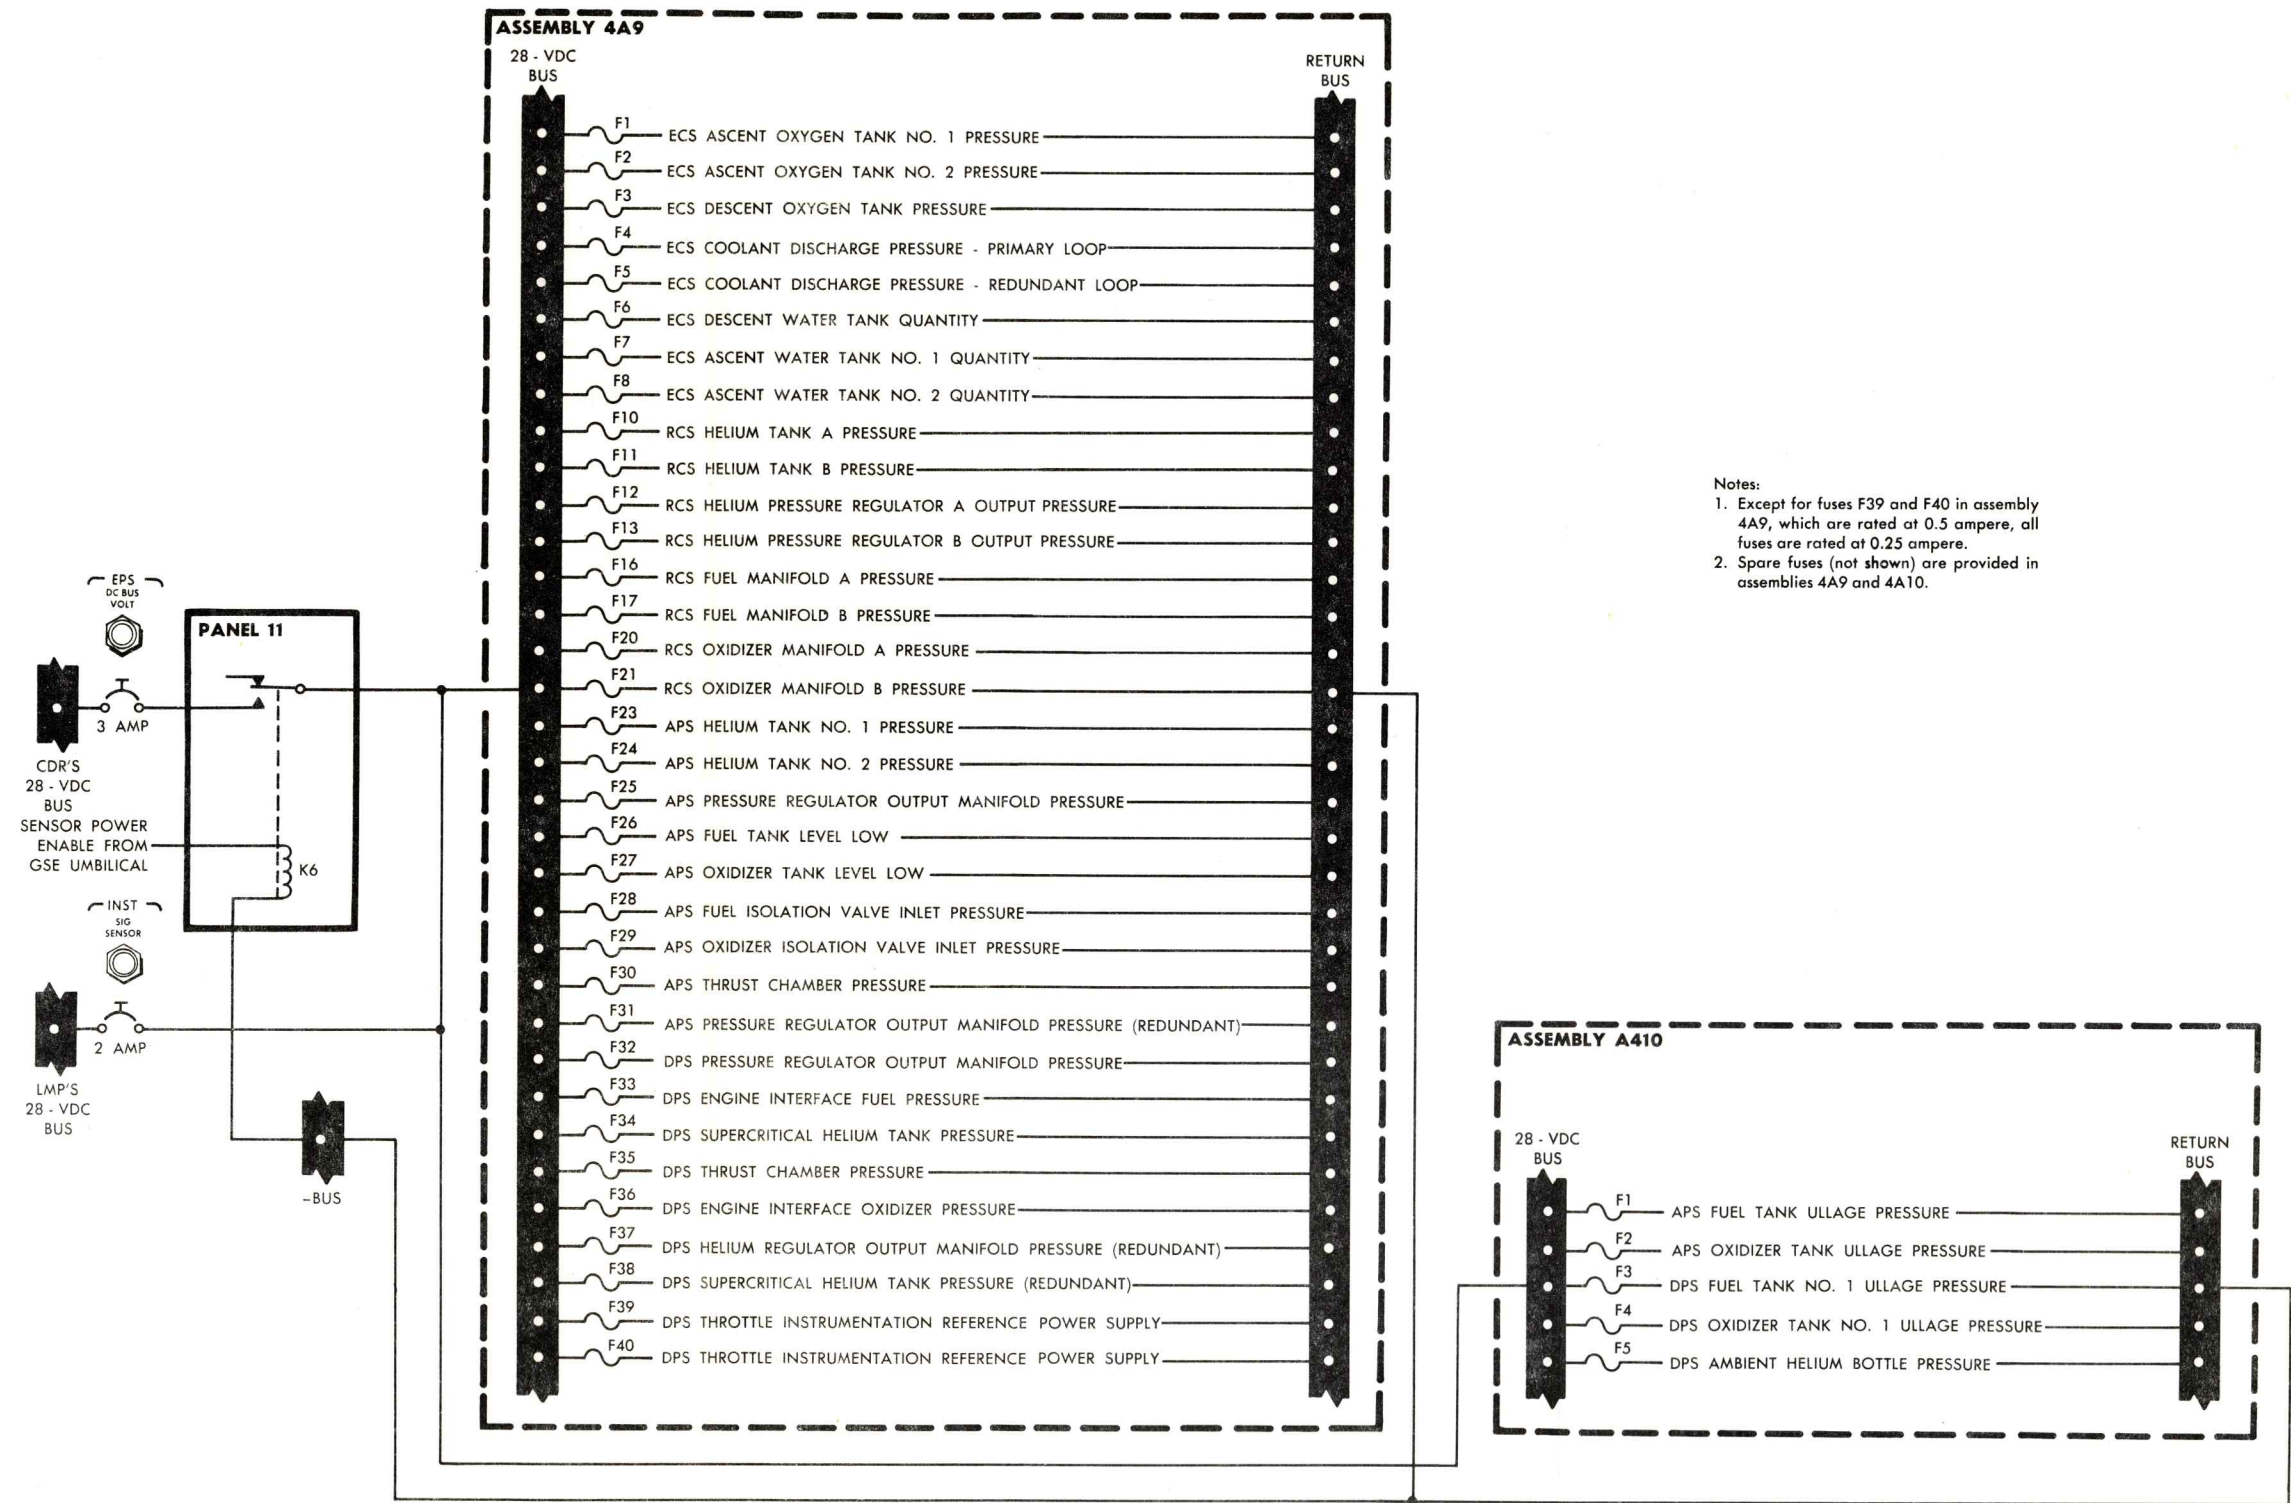 ASSEMBLY 4A9
28 - VDC
BUS
RETURN
BUS
F1
ECS ASCENT OXYGEN TANK NO. 1 PRESSURE
F2
ECS ASCENT OXYGEN TANK NO. 2 PRESSURE
F3
ECS DESCENT OXYGEN TANK PRESSURE
F4
ECS COOLANT DISCHARGE PRESSURE - PRIMARY LOOP
F5
ECS COOLANT DISCHARGE PRESSURE - REDUNDANT LOOP
F6
ECS DESCENT WATER TANK QUANTITY
F7
ECS ASCENT WATER TANK NO. 1 QUANTITY
F8
ECS ASCENT WATER TANK NO. 2 QUANTITY
F10
RCS HELIUM TANK A PRESSURE
F11
RCS HELIUM TANK B PRESSURE
F12
RCS HELIUM PRESSURE REGULATOR A OUTPUT PRESSURE
F13
RCS HELIUM PRESSURE REGULATOR B OUTPUT PRESSURE
F16
RCS FUEL MANIFOLD A PRESSURE
F17
RCS FUEL MANIFOLD B PRESSURE
F20
RCS OXIDIZER MANIFOLD A PRESSURE
F21
RCS OXIDIZER MANIFOLD B PRESSURE
F23
APS HELIUM TANK NO. 1 PRESSURE
F24
APS HELIUM TANK NO. 2 PRESSURE
F25
APS PRESSURE REGULATOR OUTPUT MANIFOLD PRESSURE
F26
APS FUEL TANK LEVEL LOW
F27
APS OXIDIZER TANK LEVEL LOW
F28
APS FUEL ISOLATION VALVE INLET PRESSURE
F29
APS OXIDIZER ISOLATION VALVE INLET PRESSURE
F30
APS THRUST CHAMBER PRESSURE
F31
APS PRESSURE REGULATOR OUTPUT MANIFOLD PRESSURE (REDUNDANT)
F32
DPS PRESSURE REGULATOR OUTPUT MANIFOLD PRESSURE
F33
DPS ENGINE INTERFACE FUEL PRESSURE
F34
DPS SUPERCRITICAL HELIUM TANK PRESSURE
F35
DPS THRUST CHAMBER PRESSURE
F36
DPS ENGINE INTERFACE OXIDIZER PRESSURE
F37
DPS HELIUM REGULATOR OUTPUT MANIFOLD PRESSURE (REDUNDANT)
F38
DPS SUPERCRITICAL HELIUM TANK PRESSURE (REDUNDANT)
F39
DPS THROTTLE INSTRUMENTATION REFERENCE POWER SUPPLY
F40
DPS THROTTLE INSTRUMENTATION REFERENCE POWER SUPPLY
EPS
DC BUS
VOLT
3 AMP
CDR'S
28 - VDC
BUS
PANEL 11
SENSOR POWER
ENABLE FROM
GSE UMBILICAL
K6
INST
SIG
SENSOR
2 AMP
LMP'S
28 - VDC
BUS
-BUS
Notes:
1. Except for fuses F39 and F40 in assembly
4A9, which are rated at 0.5 ampere, all
fuses are rated at 0.25 ampere.
2. Spare fuses (not shown) are provided in
assemblies 4A9 and 4A10.
ASSEMBLY A410
28 - VDC
BUS
RETURN
BUS
F1
APS FUEL TANK ULLAGE PRESSURE
F2
APS OXIDIZER TANK ULLAGE PRESSURE
F3
DPS FUEL TANK NO. 1 ULLAGE PRESSURE
F4
DPS OXIDIZER TANK NO. 1 ULLAGE PRESSURE
F5
DPS AMBIENT HELIUM BOTTLE PRESSURE